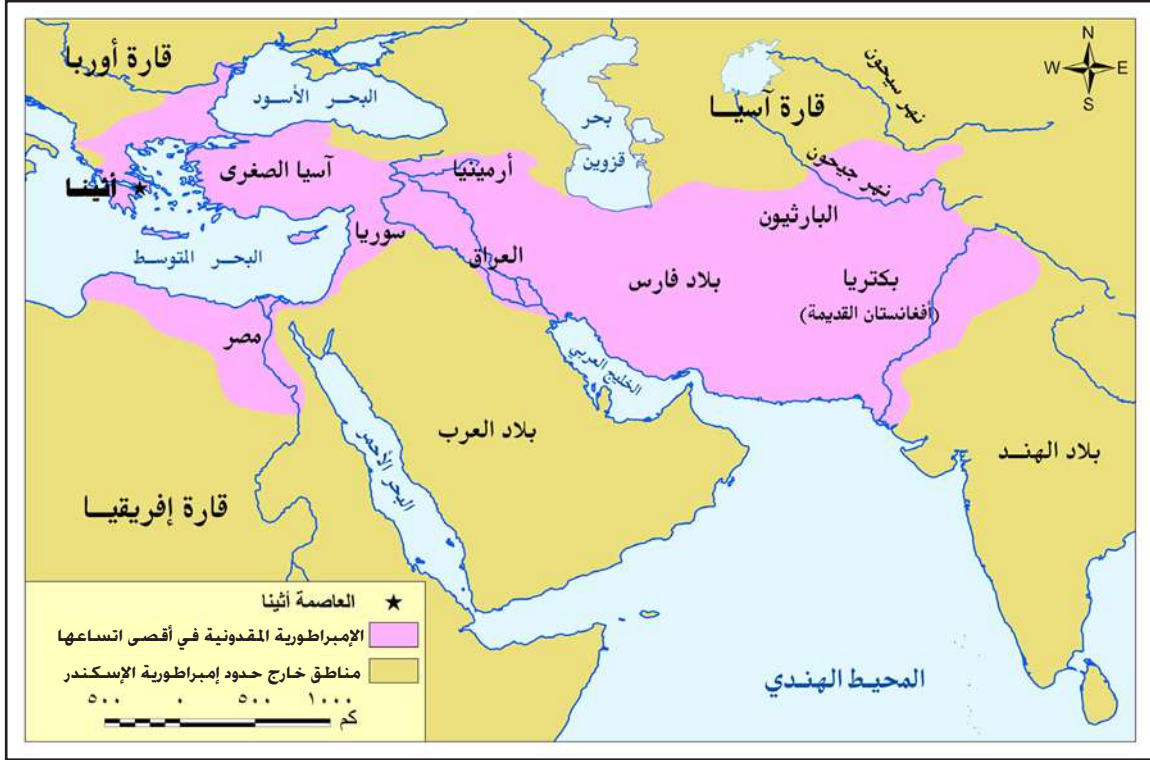 قارة أوربا
البحر الأسود
بحر
قزوين
قارة آسيا
نهر سيحون
نهر جيحون
N
W
E
S
أثينا
آسيا الصغرى
أرمينيا
البارثيون
سوريا
البحر المتوسط
العراق
بلاد فارس
بكتريا
(أفغانستان القديمة)
مصر
الخليج العربي
بلاد العرب
البحر الأحمر
بلاد الهند
قارة إفريقيا
المحيط الهندي
العاصمة أثينا
الإمبراطورية المقدونية في أقصى اتساعها
مناطق خارج حدود إمبراطورية الإسكندر
٥٠٠ ٠ ٥٠٠ ١٠٠٠
كم